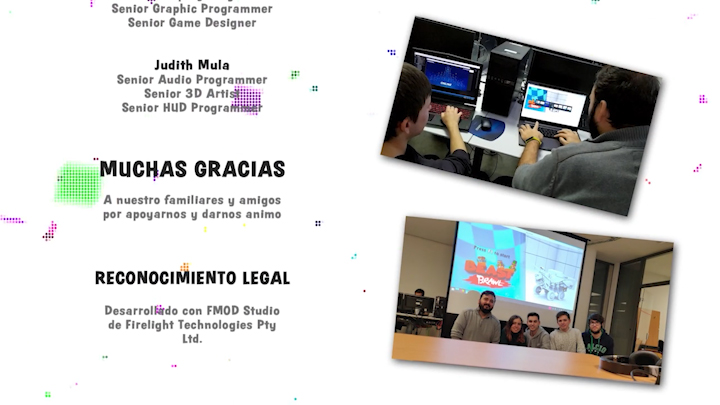 Senior Graphic Programmer
Senior Game Designer
Judith Mula
Senior Audio Programmer
Senior 3D Artist
Senior HUD Programmer
MUCHAS GRACIAS
A nuestro familiares y amigos
por apoyarnos y darnos animo
RECONOCIMIENTO LEGAL
Desarrollado con FMOD Studio
de Firelight Technologies Pty
Ltd.